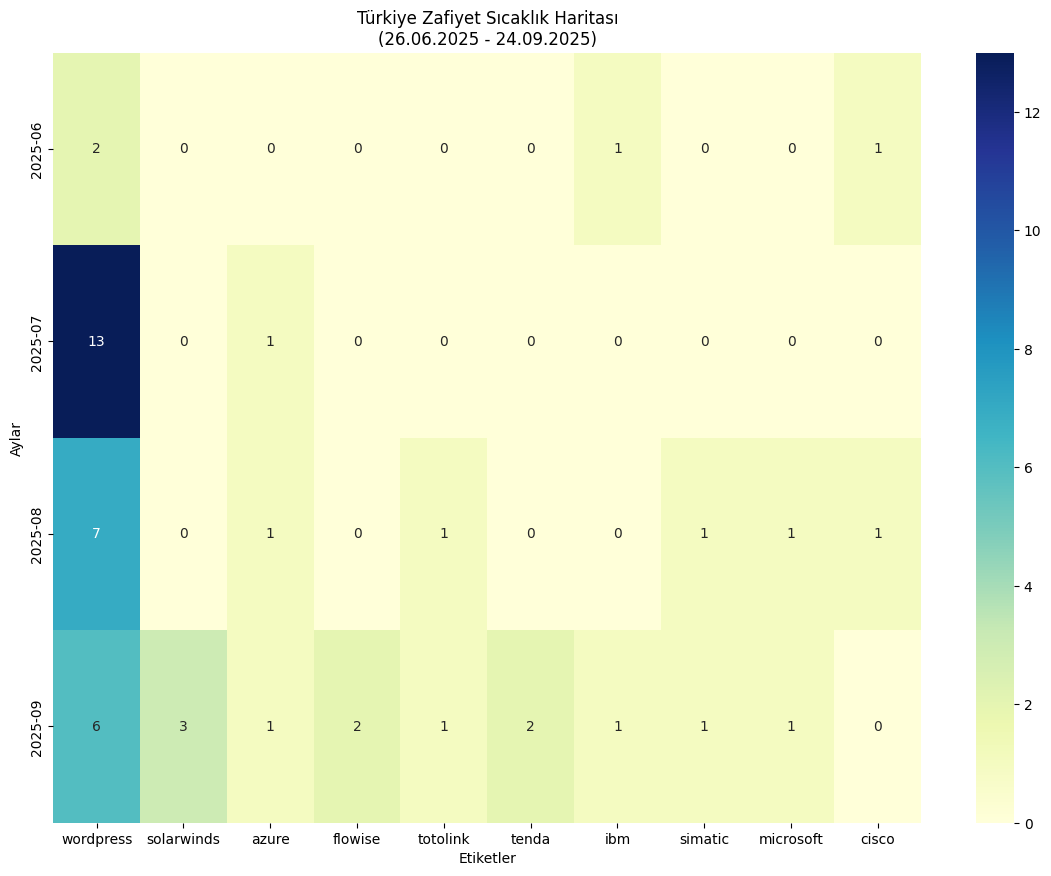 Türkiye Zafiyet Sıcaklık Haritası
(26.06.2025 - 24.09.2025)
Aylar
2025-06
2 0 0 0 0 0 1 0 0 1
2025-07
13 0 1 0 0 0 0 0 0 0
2025-08
7 0 1 0 1 0 0 1 1 1
2025-09
6 3 1 2 1 2 1 1 1 0
wordpress solarwinds azure flowise totolink tenda ibm simatic microsoft cisco
Etiketler
12
10
8
6
4
2
0